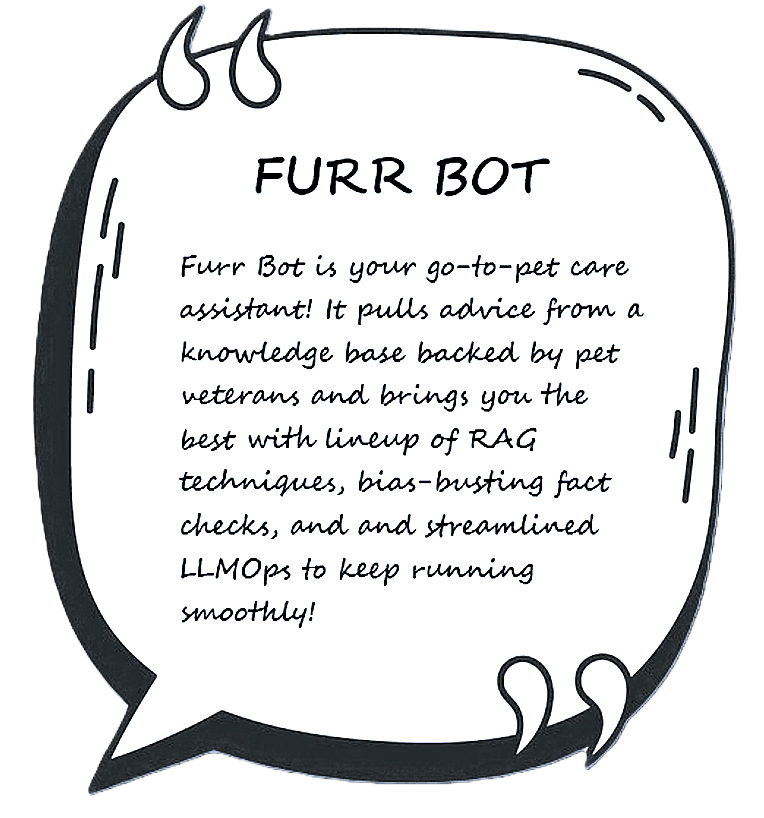 FURR BOT
Furr Bot is your go-to-pet care
assistant! It pulls advice from a
knowledge base backed by pet
veterans and brings you the
best with lineup of RAG
techniques, bias-busting fact
checks, and and streamlined
LLMOps to keep running
smoothly!